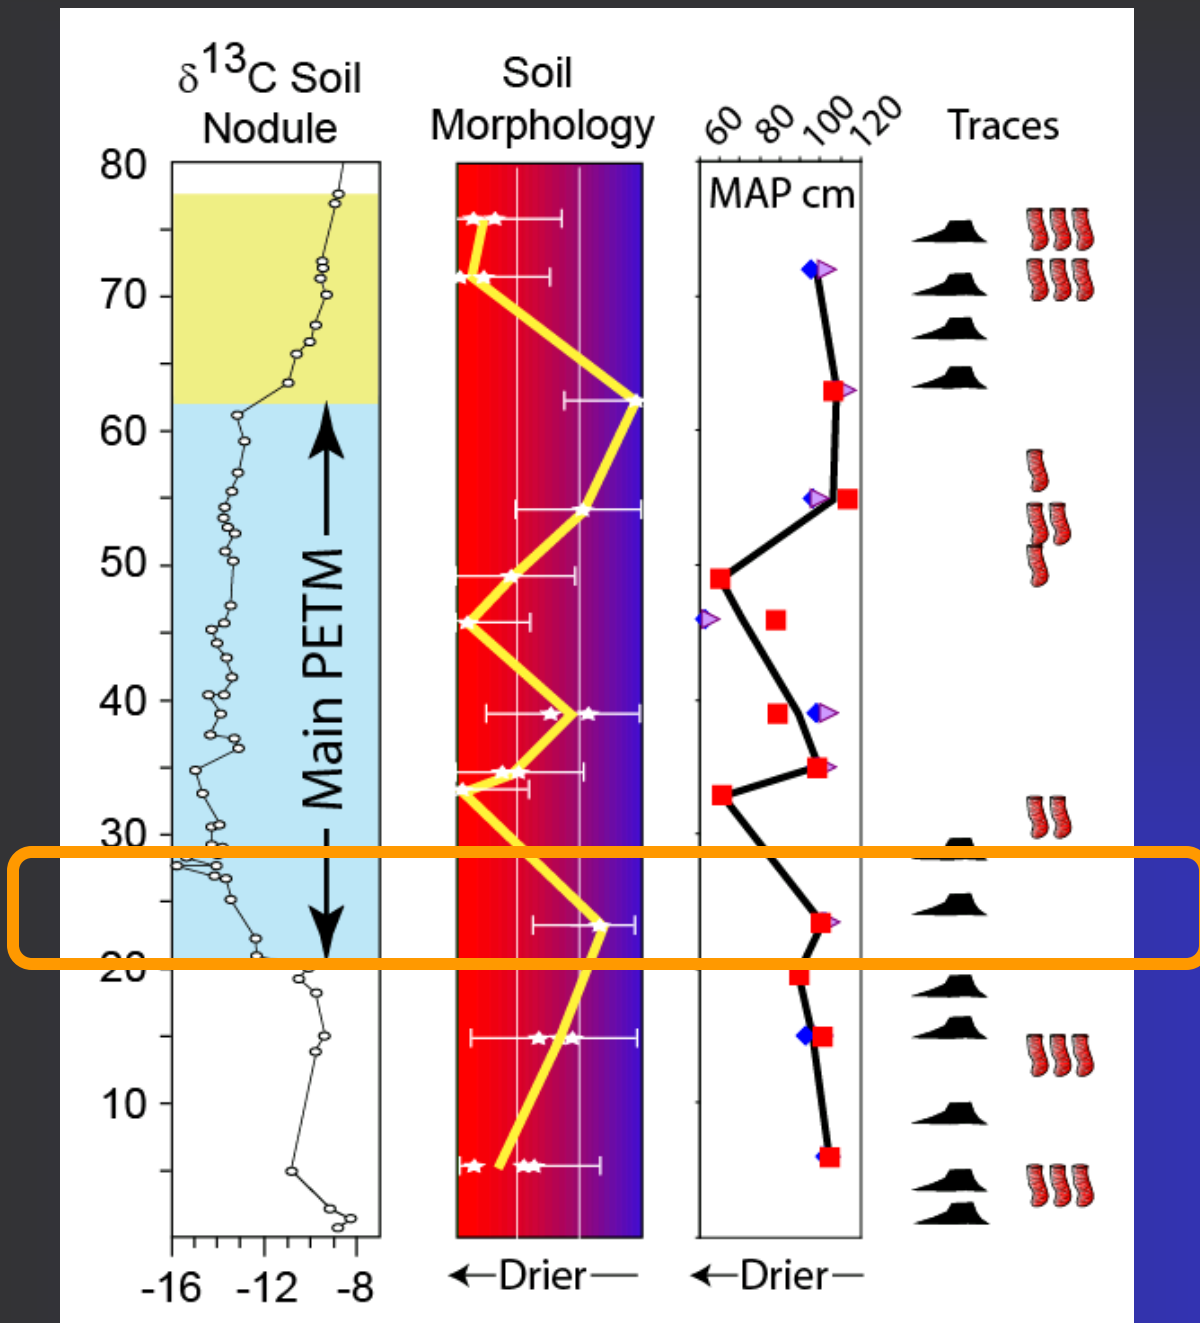 δ13C Soil
Nodule
Soil
Morphology
60 80 100 120
Traces
MAP cm
80
70
60
50
40
30
20
10
Main PETM
-16 -12 -8
←Drier—
←Drier—